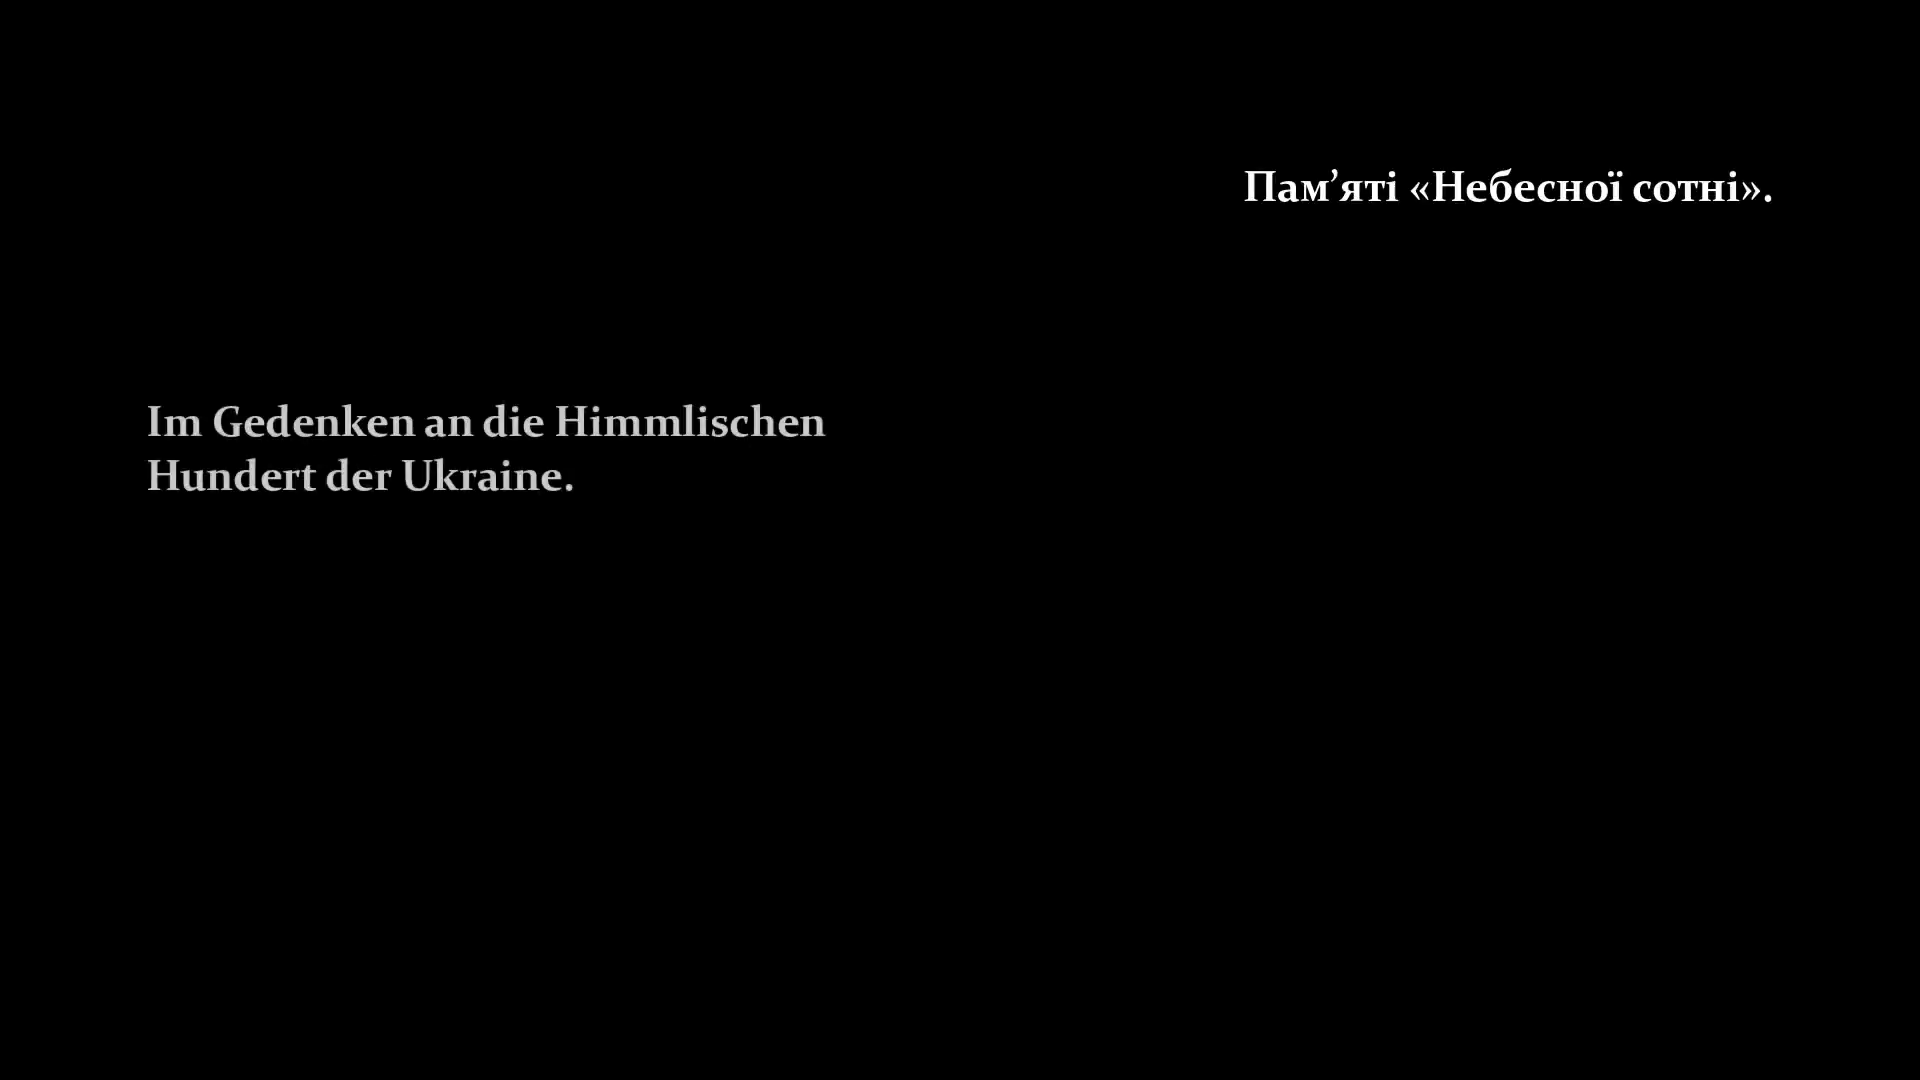 Пам’яті «Небесної сотні».
Im Gedenken an die Himmlischen
Hundert der Ukraine.